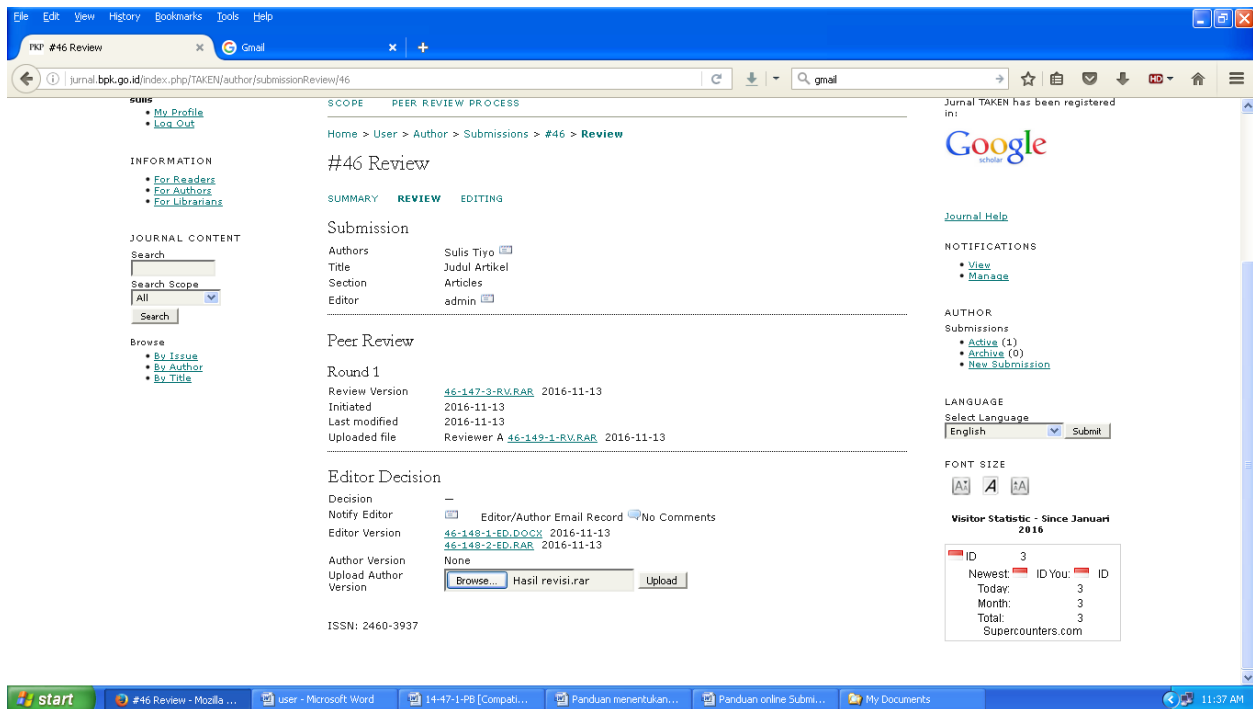 File Edit View History Bookmarks Tools Help
PKP #46 Review
Gmail
jurnal.bpk.go.id/index.php/TAKEN/author/submissionReview/46
gmail
sulis
My Profile
Log Out
INFORMATION
For Readers
For Authors
For Librarians
JOURNAL CONTENT
Search
Search Scope
All
Search
Browse
By Issue
By Author
By Title
SCOPE PEER REVIEW PROCESS
Home > User > Author > Submissions > #46 > Review
#46 Review
SUMMARY REVIEW EDITING
Submission
Authors Sulis Tiyo
Title Judul Artikel
Section Articles
Editor admin
Peer Review
Round 1
Review Version 46-147-3-RV.RAR 2016-11-13
Initiated 2016-11-13
Last modified 2016-11-13
Uploaded file Reviewer A 46-149-1-RV.RAR 2016-11-13
Editor Decision
Decision —
Notify Editor Editor/Author Email Record No Comments
Editor Version 46-148-1-ED.DOCX 2016-11-13
46-148-2-ED.RAR 2016-11-13
Author Version None
Upload Author
Version
Browse... Hasil revisi.rar Upload
ISSN: 2460-3937
Jurnal TAKEN has been registered
in:
Google
scholar
Journal Help
NOTIFICATIONS
View
Manage
AUTHOR
Submissions
Active (1)
Archive (0)
New Submission
LANGUAGE
Select Language
English Submit
FONT SIZE
A A A
Visitor Statistic - Since Januari
2016
ID 3
Newest: ID You: ID
Today: 3
Month: 3
Total: 3
Supercounters.com
start
#46 Review - Mozilla ...
user - Microsoft Word
14-47-1-PB [Compati...
Panduan menentukan...
Panduan online Submi...
My Documents
11:37 AM